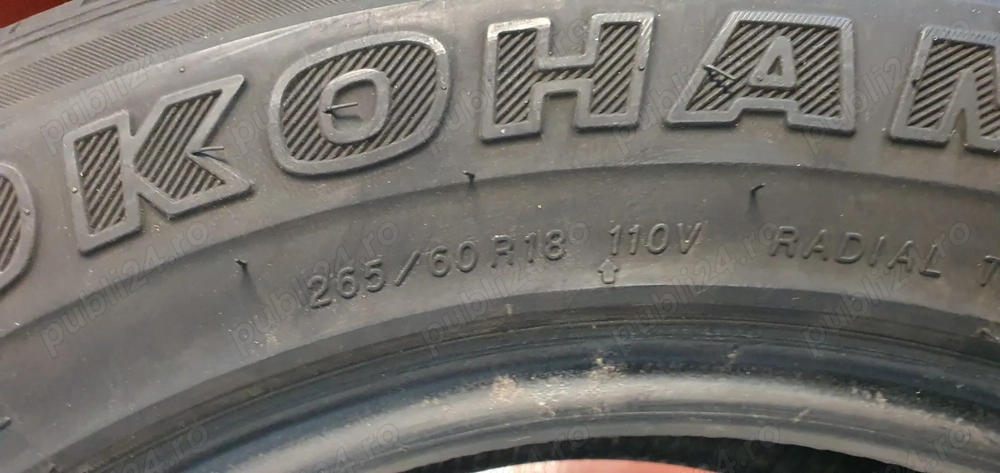 OKOHAM
265/60 R18 110V RADIAL T
publi24.ro